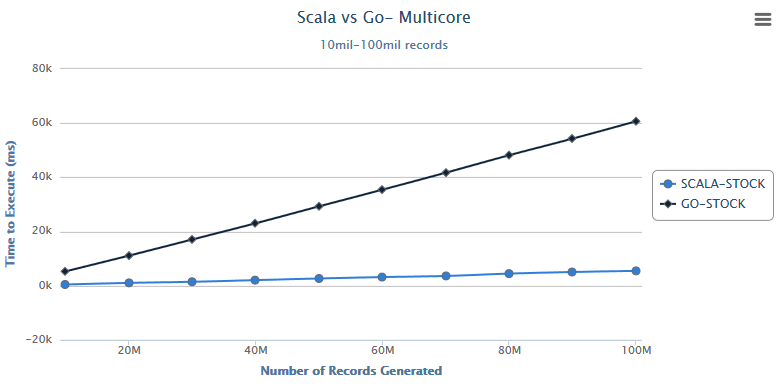 Scala vs Go- Multicore
10mil-100mil records
80k
60k
40k
20k
0k
-20k
Time to Execute (ms)
20M
40M
60M
80M
100M
Number of Records Generated
SCALA-STOCK
GO-STOCK